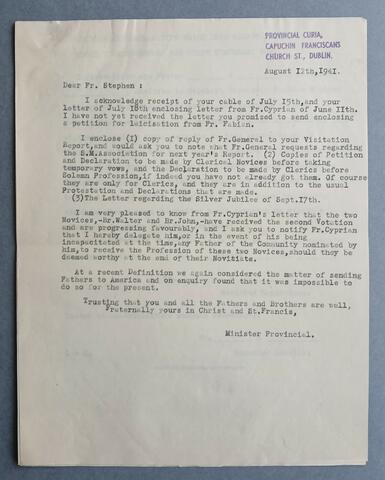 PROVINCIAL CURIA,
CAPUCHIN FRANCISCANS
CHURCH ST., DUBLIN.
August 12th,1941.
Dear Fr. Stephen :
I acknowledge receipt of your cable of July 15th,and your
letter of July 18th enclosing letter from Fr.Cyprian of June 11th.
I have not yet received the letter you promised to send enclosing
a petition for laicisation from Fr. Fabian.
I enclose (1) copy of reply of Fr.General to your Visitation
Report,and would ask you to note that Fr.General requests regarding
the S.M.Association for next year's Report. (2) Copies of Petition
and Declaration to be made by Clerical Novices before taking
temporary vows, and the Declaration to be made by Clerics before
Solemn Profession,if indeed you have not already got them. Of course
they are only for Clerics, and they are in addition to the usual
Protestation and Declarations that are made.
(3)The Letter regarding the Silver Jubilee of Sept.17th.
I am very pleased to know from Fr.Cyprian's letter that the two
Novices,-Br.Walter and Br.John,-have received the second Votation
and are progressing favourably, and I ask you to notify Fr.Cyprian
that I hereby delegate him,or in the event of his being
incapacitated at the time,any Father of the Community nominated by
him,to receive the Profession of these two Novices,should they be
deemed worthy at the end of their Novitiate.
At a recent Definition we again considered the matter of sending
Fathers to America and on enquiry found that it was impossible to
do so for the present.
Trusting that you and all the Fathers and Brothers are well,
Fraternally yours in Christ and St.Francis,
Minister Provincial.